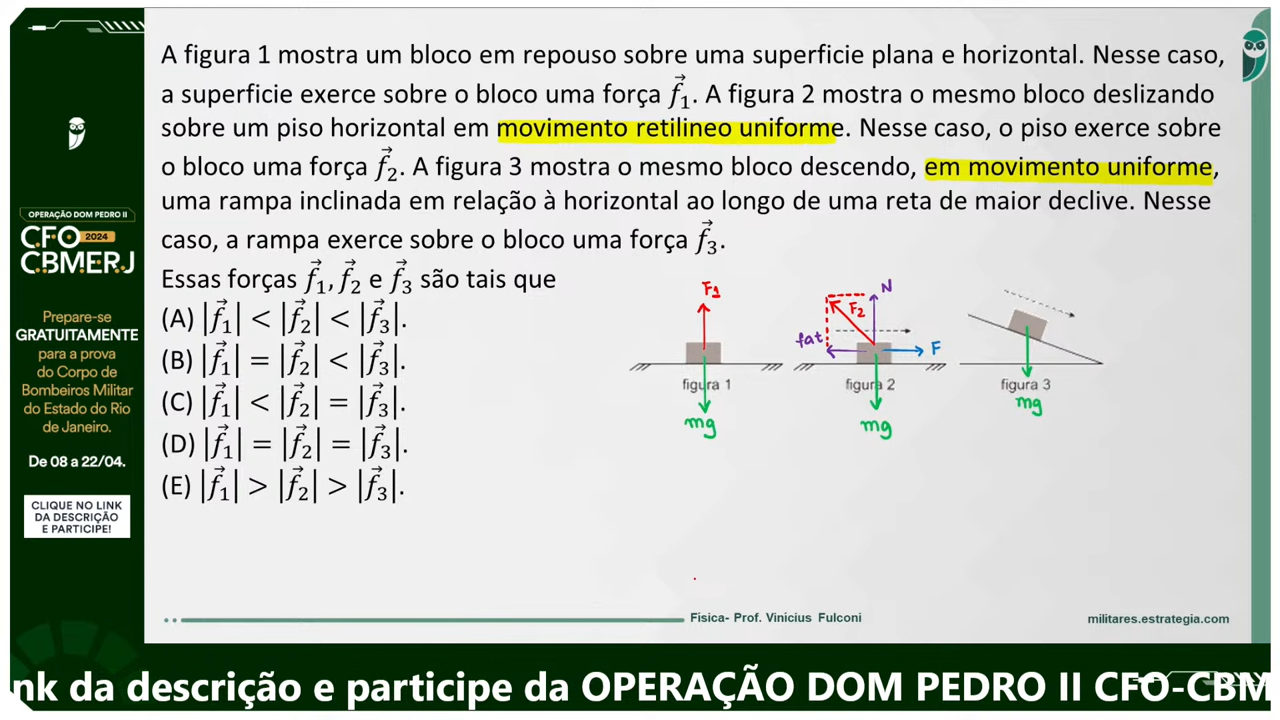 A figura 1 mostra um bloco em repouso sobre uma superficie plana e horizontal. Nesse caso,
a superficie exerce sobre o bloco uma força f⃗₁. A figura 2 mostra o mesmo bloco deslizando
sobre um piso horizontal em movimento retilineo uniforme. Nesse caso, o piso exerce sobre
o bloco uma força f⃗₂. A figura 3 mostra o mesmo bloco descendo, em movimento uniforme,
uma rampa inclinada em relação à horizontal ao longo de uma reta de maior declive. Nesse
caso, a rampa exerce sobre o bloco uma força f⃗₃.
Essas forças f⃗₁, f⃗₂ e f⃗₃ são tais que
(A) |f⃗₁| < |f⃗₂| < |f⃗₃|.
(B) |f⃗₁| = |f⃗₂| < |f⃗₃|.
(C) |f⃗₁| < |f⃗₂| = |f⃗₃|.
(D) |f⃗₁| = |f⃗₂| = |f⃗₃|.
(E) |f⃗₁| > |f⃗₂| > |f⃗₃|.
F₁
mg
figura 1
N
F₂
fat
F
figura 2
mg
figura 3
mg
OPERAÇÃO DOM PEDRO II
CFO 2024
CBMERJ
Prepare-se
GRATUITAMENTE
para a prova
do Corpo de
Bombeiros Militar
do Estado do Rio
de Janeiro.
De 08 a 22/04.
CLIQUE NO LINK
DA DESCRIÇÃO
E PARTICIPE!
Física- Prof. Vinícius Fulconi
militares.estrategia.com
nk da descrição e participe da OPERAÇÃO DOM PEDRO II CFO-CBM